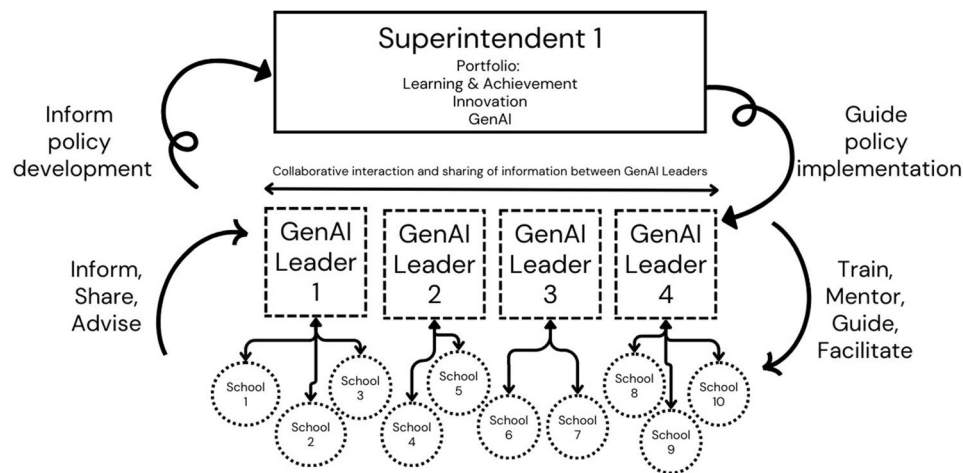 Superintendent 1
Portfolio:
Learning & Achievement
Innovation
GenAI
Inform
policy
development
Guide
policy
implementation
Collaborative interaction and sharing of information between GenAI Leaders
GenAI
Leader
1
GenAI
Leader
2
GenAI
Leader
3
GenAI
Leader
4
Inform,
Share,
Advise
Train,
Mentor,
Guide,
Facilitate
School
1
School
2
School
3
School
4
School
5
School
6
School
7
School
8
School
9
School
10